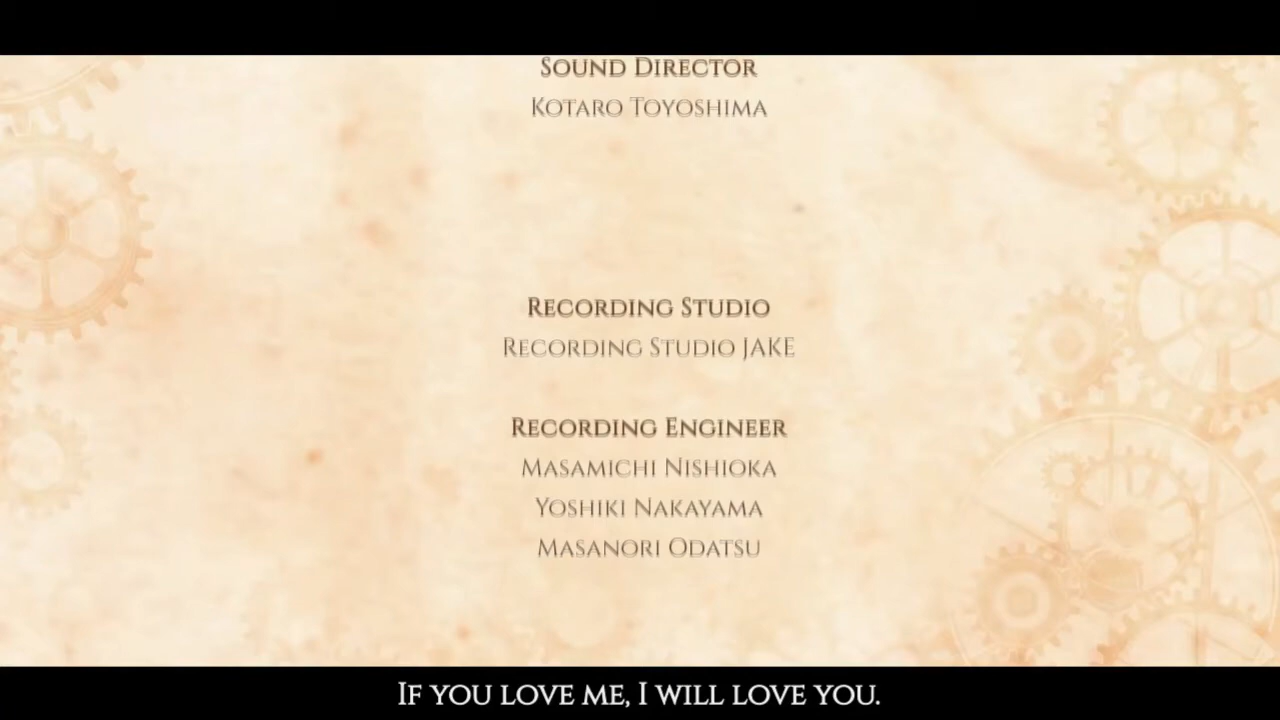 Sound Director
Kotaro Toyoshima
Recording Studio
Recording Studio JAKE
Recording Engineer
Masamichi Nishioka
Yoshiki Nakayama
Masanori Odatsu
If you love me, I will love you.